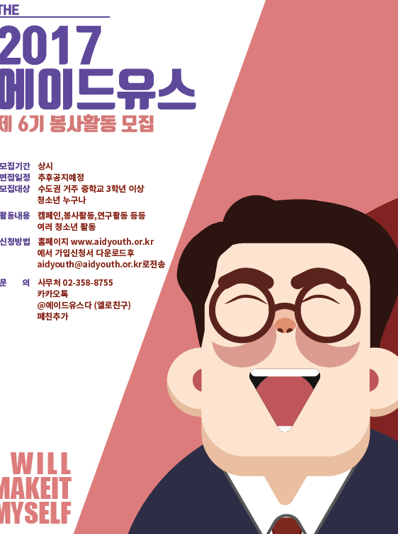 THE
2017
에이드유스
제 6기 봉사활동 모집
모집기간 상시
면접일정 추후공지예정
모집대상 수도권 거주 중학교 3학년 이상
청소년 누구나
활동내용 캠페인,봉사활동,연구활동 등등
여러 청소년 활동
신청방법 홈페이지 www.aidyouth.or.kr
에서 가입신청서 다운로드후
aidyouth@aidyouth.or.kr로전송
문 의 사무처 02-358-8755
카카오톡
@에이드유스다 (옐로친구)
메친추가
WILL
MAKEIT
MYSELF